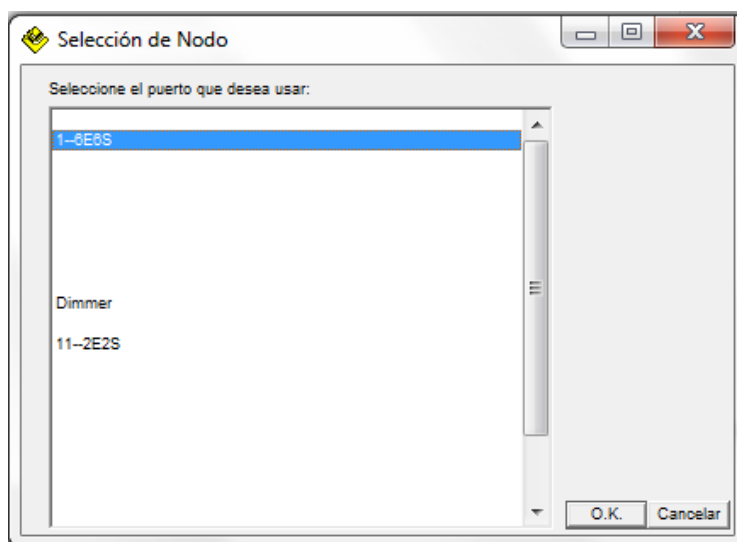 Selección de Nodo
Seleccione el puerto que desea usar:
1--6E6S
Dimmer
11--2E2S
O.K.
Cancelar